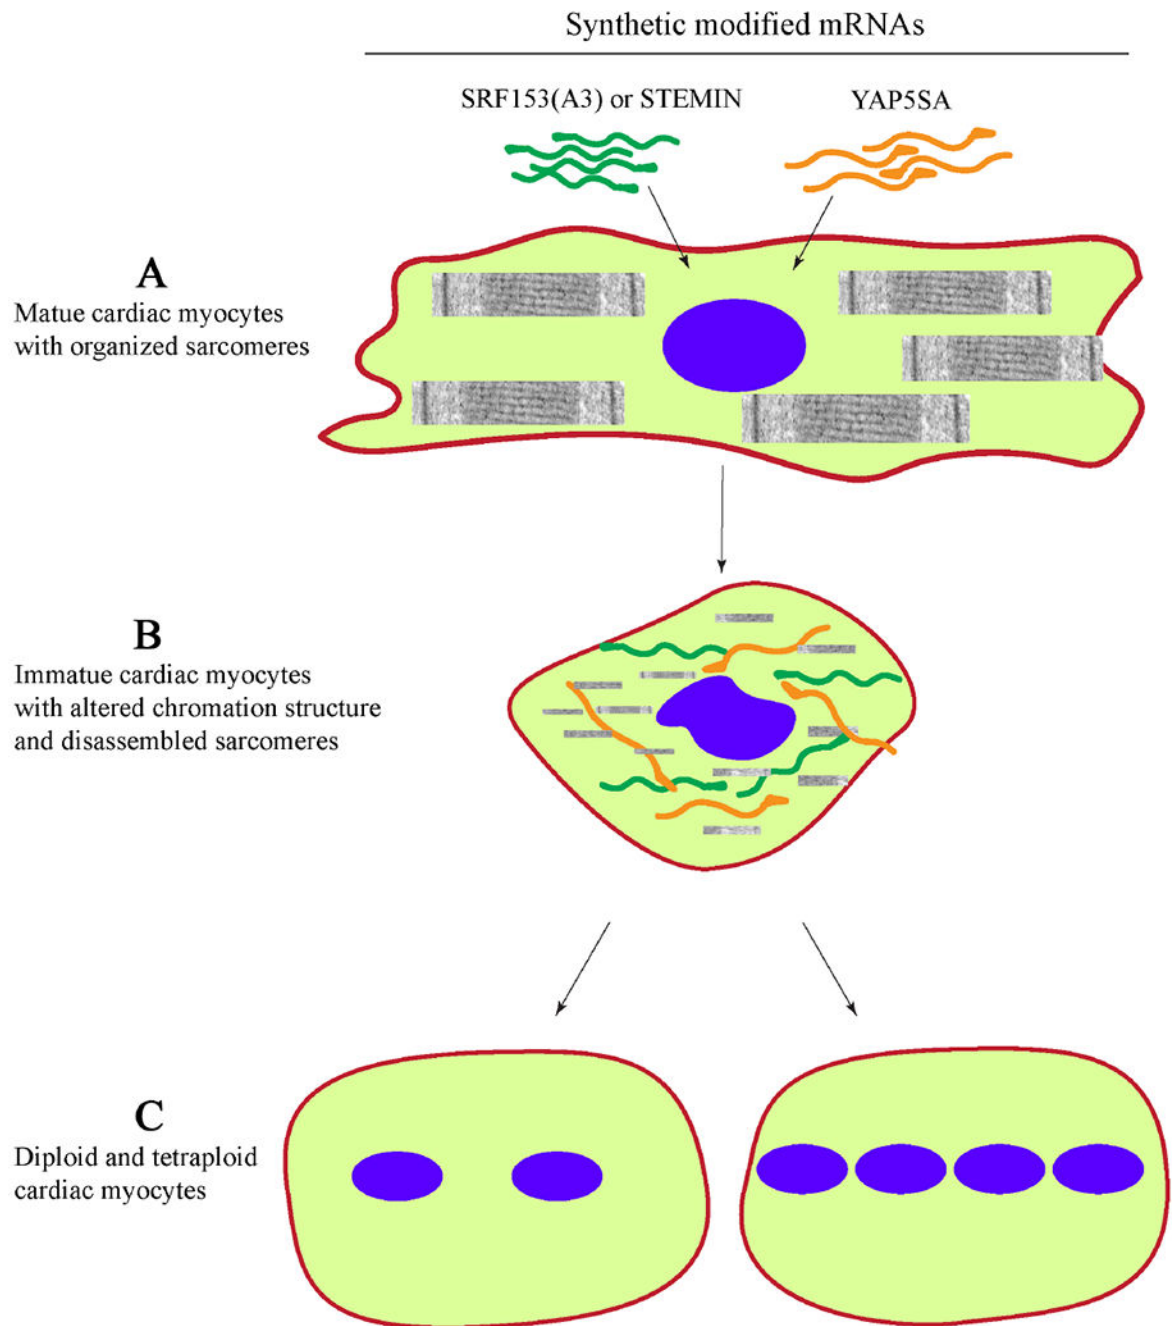 Synthetic modified mRNAs
SRF153(A3) or STEMIN
YAP5SA
A
Matue cardiac myocytes
with organized sarcomeres
B
Immatue cardiac myocytes
with altered chromation structure
and disassembled sarcomeres
C
Diploid and tetraploid
cardiac myocytes